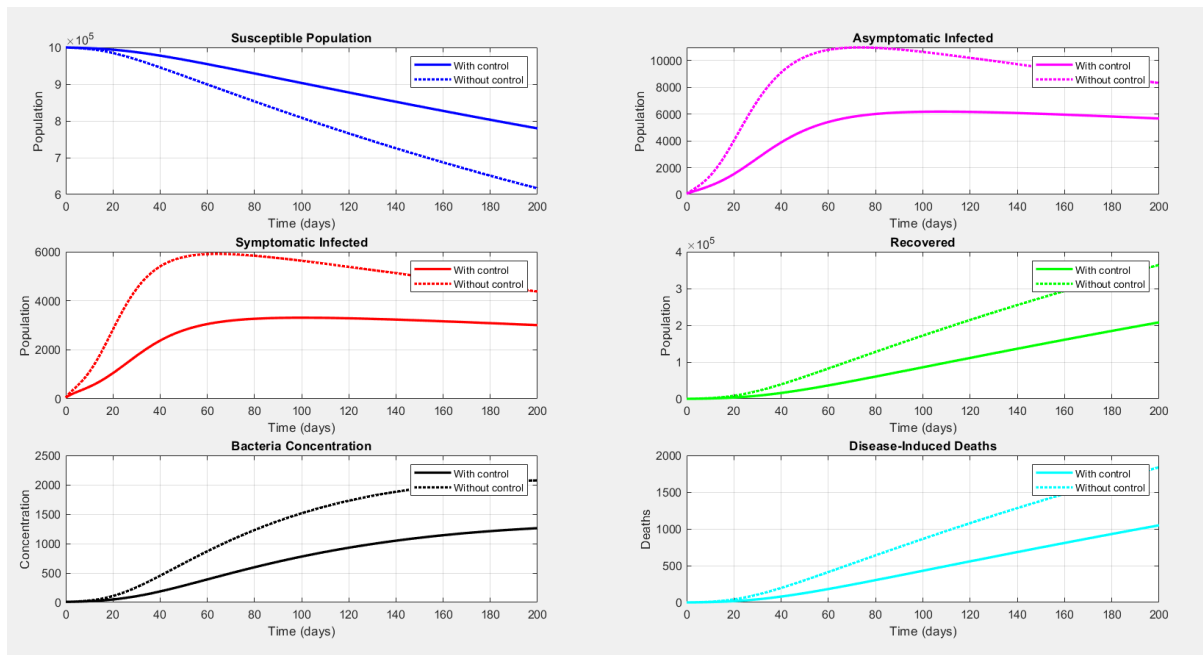 Susceptible Population
×10^5
10
9
8
7
6
Population
With control
Without control
0 20 40 60 80 100 120 140 160 180 200
Time (days)
Asymptomatic Infected
10000
8000
6000
4000
2000
0
Population
With control
Without control
0 20 40 60 80 100 120 140 160 180 200
Time (days)
Symptomatic Infected
6000
4000
2000
0
Population
With control
Without control
0 20 40 60 80 100 120 140 160 180 200
Time (days)
Recovered
×10^5
4
3
2
1
0
Population
With control
Without control
0 20 40 60 80 100 120 140 160 180 200
Time (days)
Bacteria Concentration
2500
2000
1500
1000
500
0
Concentration
With control
Without control
0 20 40 60 80 100 120 140 160 180 200
Time (days)
Disease-Induced Deaths
2000
1500
1000
500
0
Deaths
With control
Without control
0 20 40 60 80 100 120 140 160 180 200
Time (days)